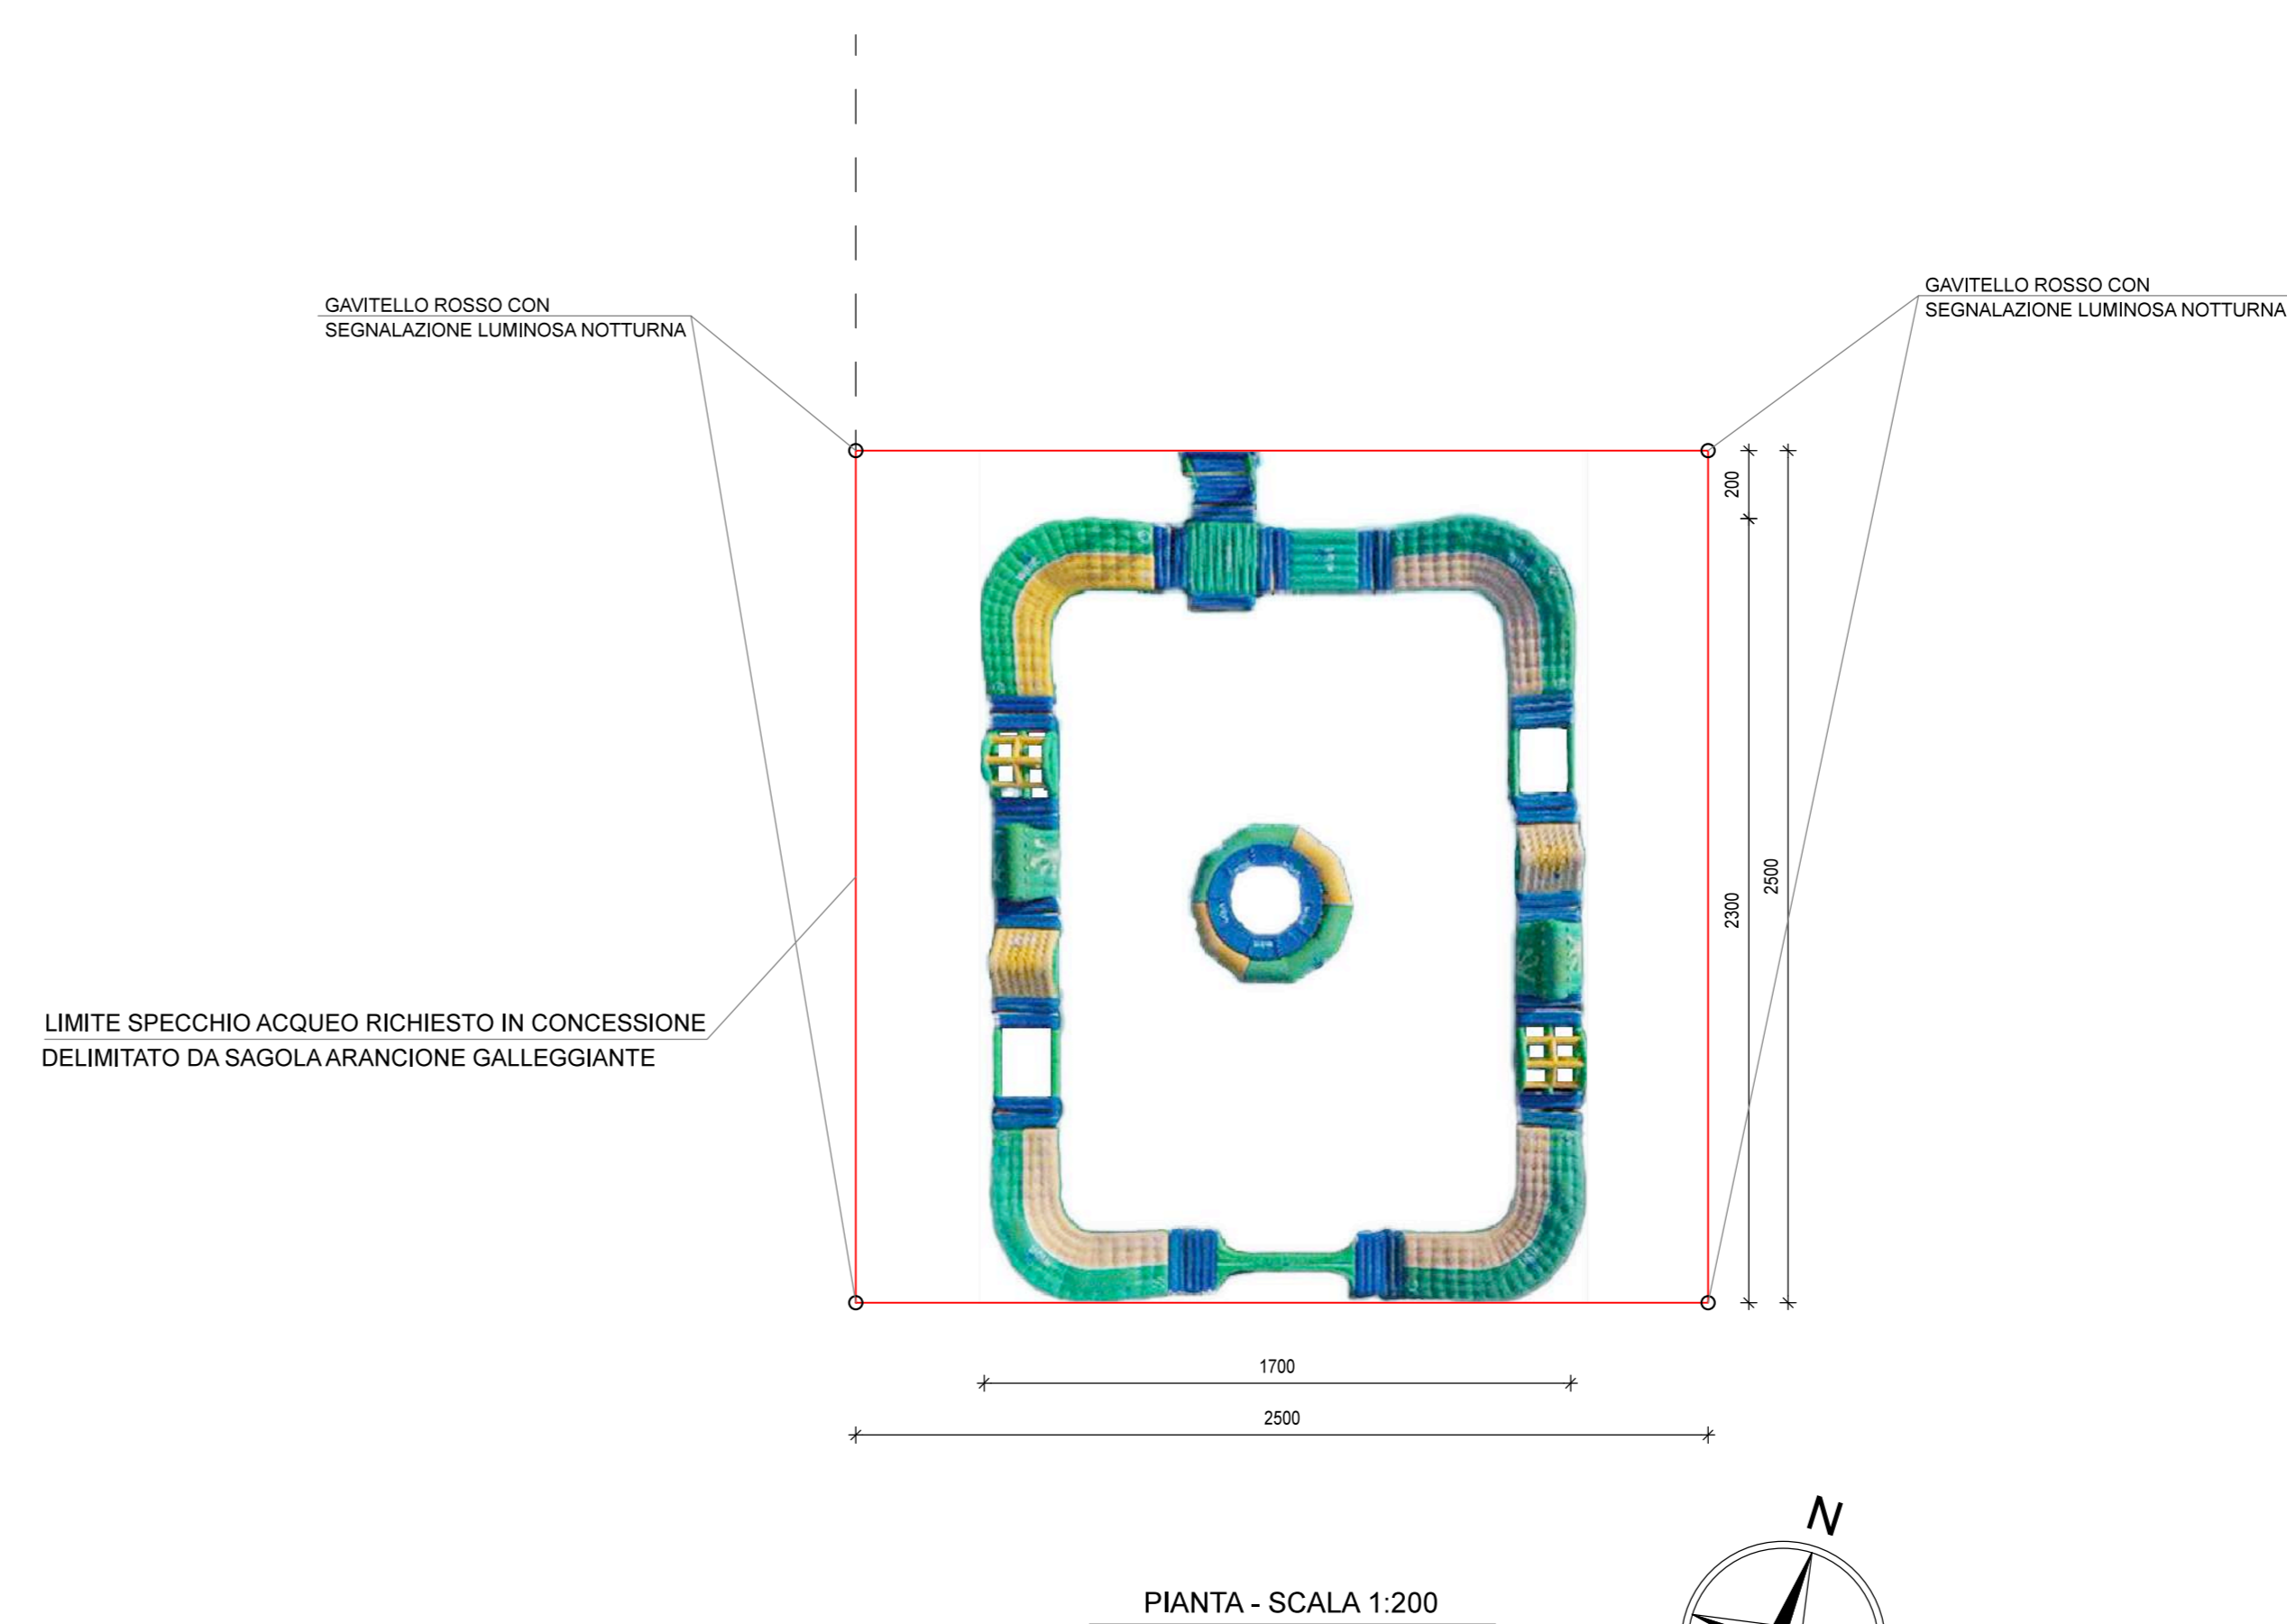 GAVITELLO ROSSO CON
SEGNALAZIONE LUMINOSA NOTTURNA
GAVITELLO ROSSO CON
SEGNALAZIONE LUMINOSA NOTTURNA
200
2300
2500
LIMITE SPECCHIO ACQUEO RICHIESTO IN CONCESSIONE
DELIMITATO DA SAGOLA ARANCIONE GALLEGGIANTE
1700
2500
N
PIANTA - SCALA 1:200